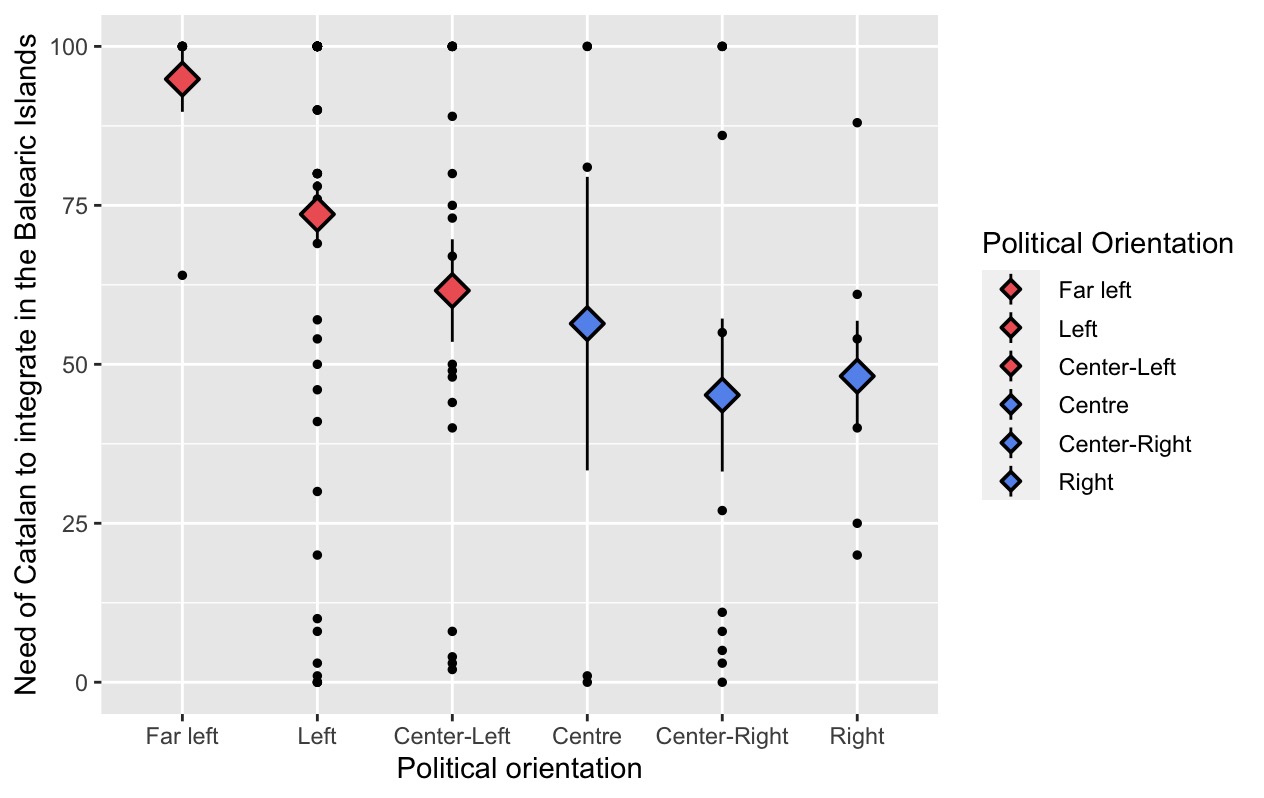 Need of Catalan to integrate in the Balearic Islands
100
75
50
25
0
Far left
Left
Center-Left
Centre
Center-Right
Right
Political orientation
Political Orientation
Far left
Left
Center-Left
Centre
Center-Right
Right